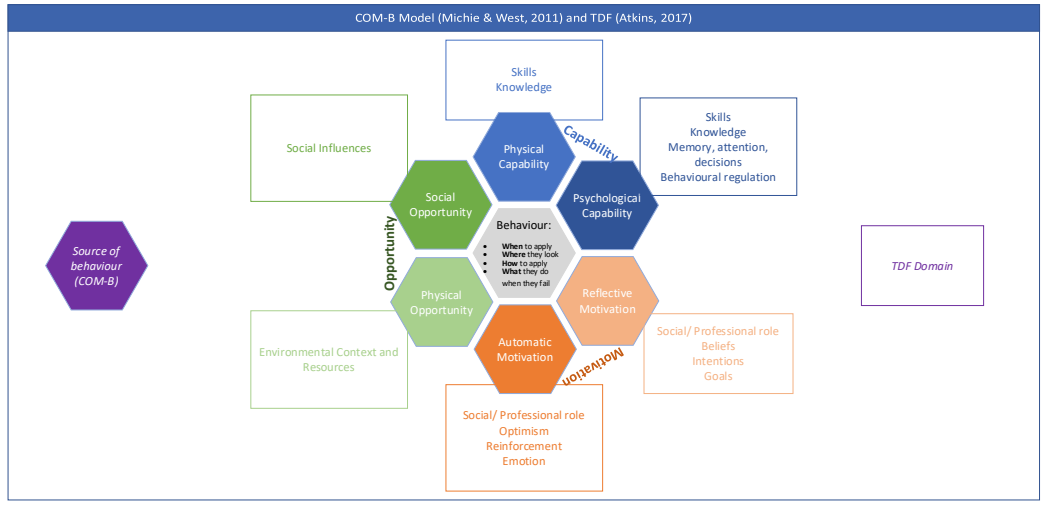 COM-B Model (Michie & West, 2011) and TDF (Atkins, 2017)
Skills
Knowledge
Capability
Physical
Capability
Skills
Knowledge
Memory, attention,
decisions
Behavioural regulation
Psychological
Capability
Social Influences
Social
Opportunity
Opportunity
Behaviour:
• When to apply
• Where they look
• How to apply
• What they do
when they fail
Source of
behaviour
(COM-B)
TDF Domain
Physical
Opportunity
Environmental Context and
Resources
Reflective
Motivation
Social/ Professional role
Beliefs
Intentions
Goals
Motivation
Automatic
Motivation
Social/ Professional role
Optimism
Reinforcement
Emotion